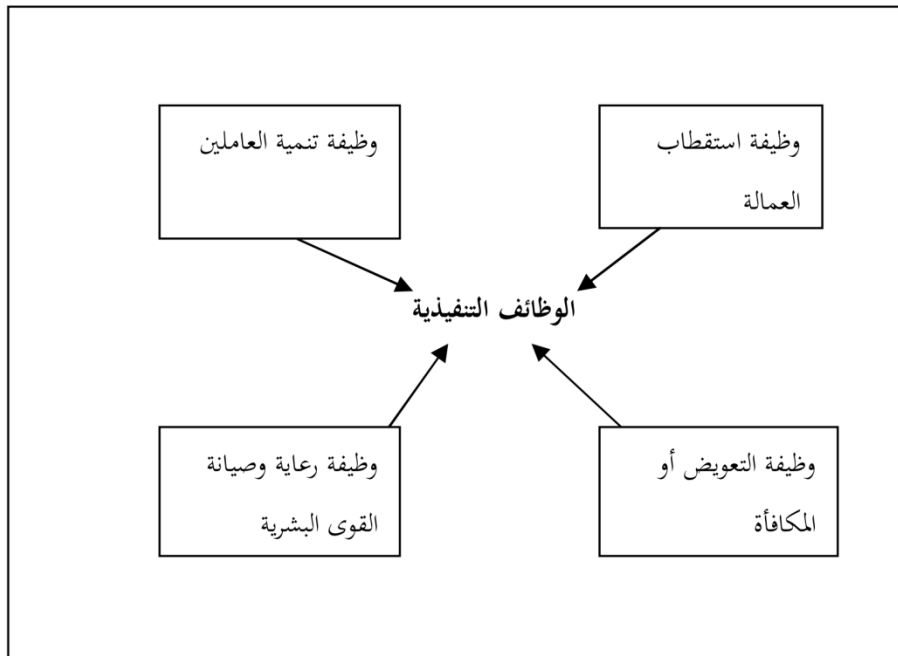 وظيفة استقطاب
العمالة
وظيفة تنمية العاملين
الوظائف التنفيذية
وظيفة التعويض أو
المكافأة
وظيفة رعاية وصيانة
القوى البشرية